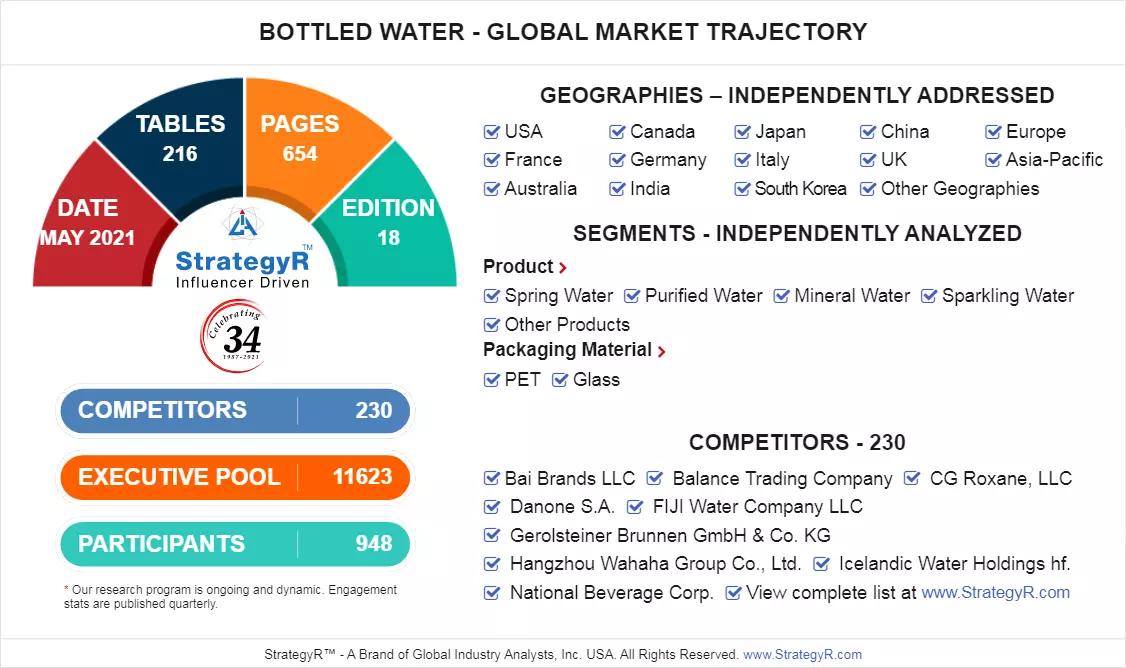 BOTTLED WATER - GLOBAL MARKET TRAJECTORY
TABLES
216
PAGES
654
DATE
MAY 2021
EDITION
18
StrategyR™
Influencer Driven
Celebrating
34
1987-2021
COMPETITORS 230
EXECUTIVE POOL 11623
PARTICIPANTS 948
* Our research program is ongoing and dynamic. Engagement
stats are published quarterly.
GEOGRAPHIES – INDEPENDENTLY ADDRESSED
USA Canada Japan China Europe
France Germany Italy UK Asia-Pacific
Australia India South Korea Other Geographies
SEGMENTS - INDEPENDENTLY ANALYZED
Product
Spring Water Purified Water Mineral Water Sparkling Water
Other Products
Packaging Material
PET Glass
COMPETITORS - 230
Bai Brands LLC Balance Trading Company CG Roxane, LLC
Danone S.A. FIJI Water Company LLC
Gerolsteiner Brunnen GmbH & Co. KG
Hangzhou Wahaha Group Co., Ltd. Icelandic Water Holdings hf.
National Beverage Corp. View complete list at www.StrategyR.com
StrategyR™ - A Brand of Global Industry Analysts, Inc. USA. All Rights Reserved. www.StrategyR.com